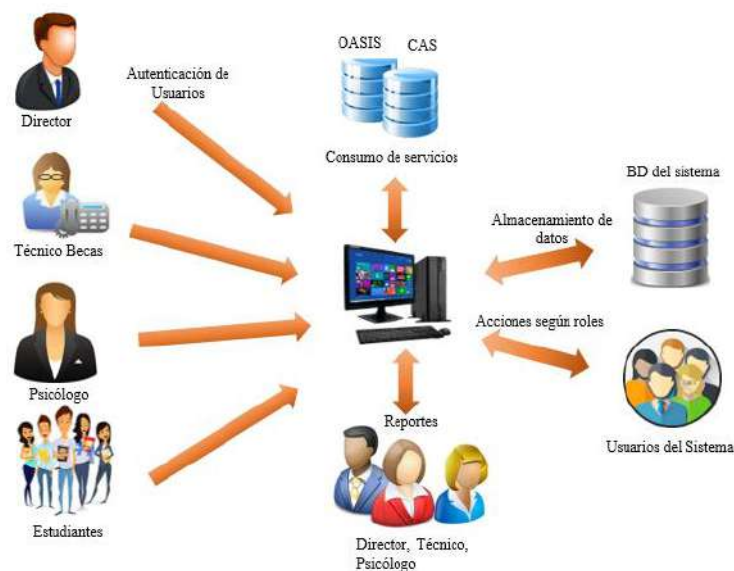 OASIS CAS
Autenticación de
Usuarios
Director
Consumo de servicios
BD del sistema
Técnico Becas
Almacenamiento de
datos
Psicólogo
Acciones según roles
Reportes
Usuarios del Sistema
Estudiantes
Director, Técnico,
Psicólogo